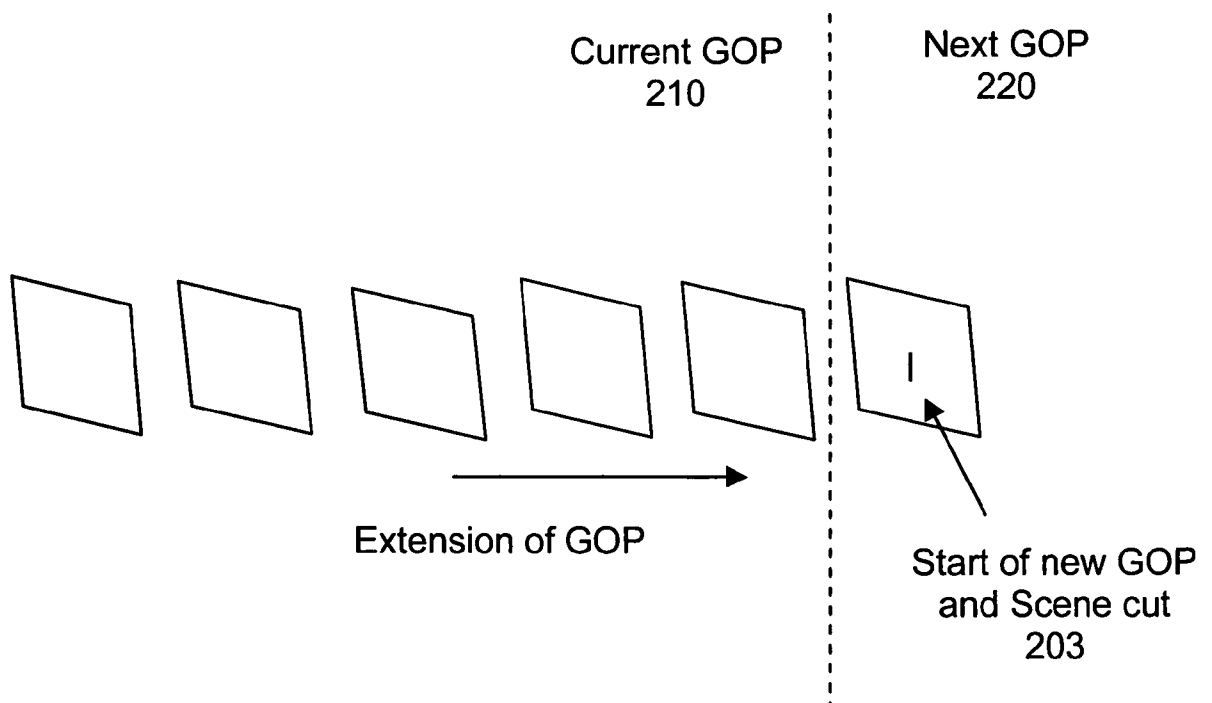 Current GOP
210
Next GOP
220
I
Extension of GOP
Start of new GOP
and Scene cut
203